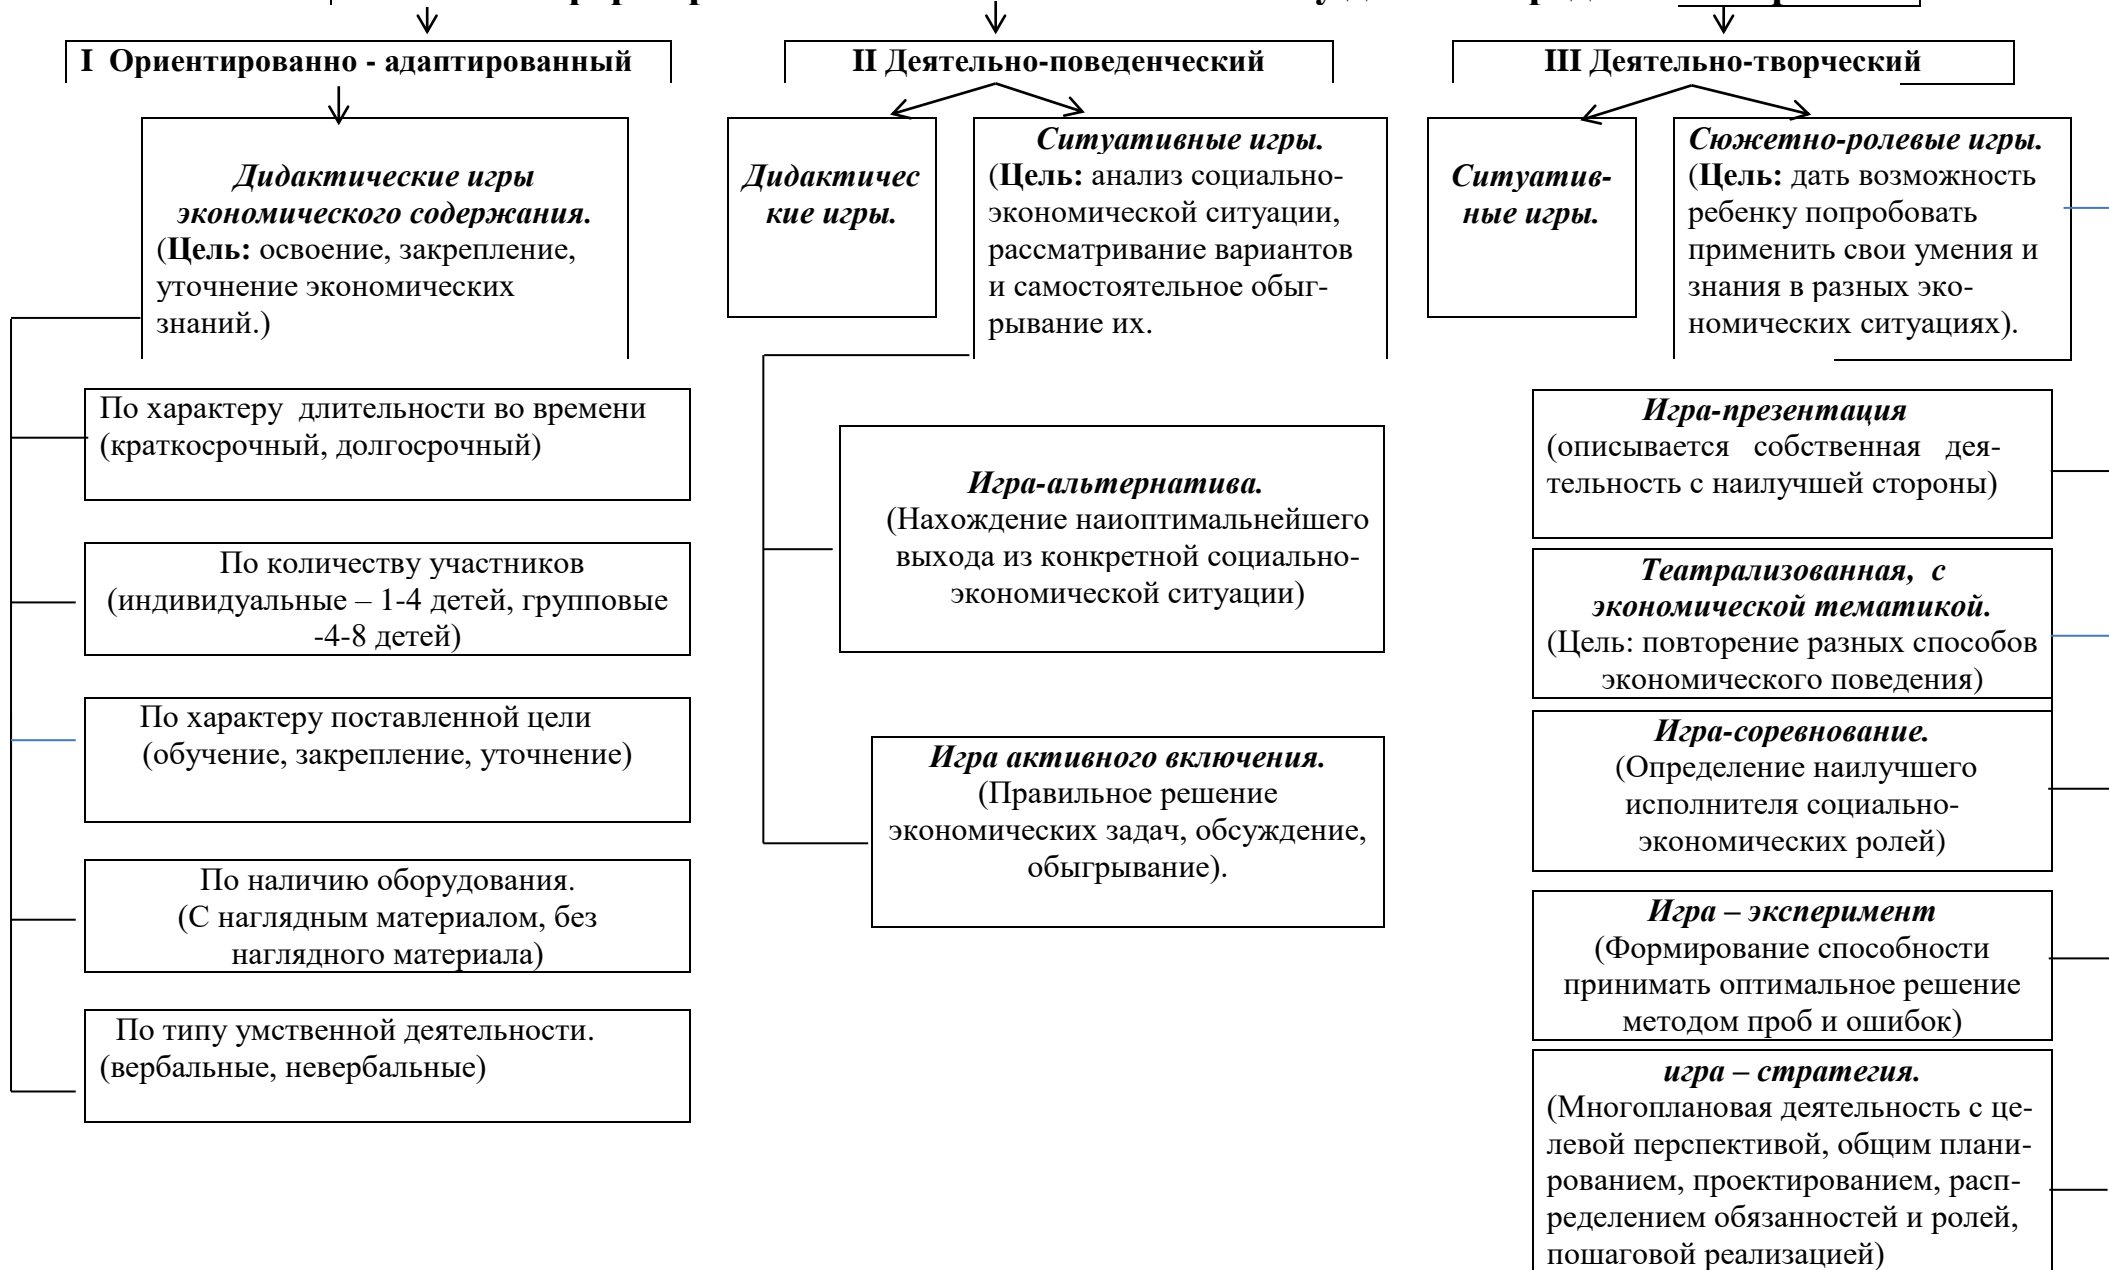 I Ориентированно - адаптированный
Дидактические игры
экономического содержания.
(Цель: освоение, закрепление,
уточнение экономических
знаний.)
По характеру длительности во времени
(краткосрочный, долгосрочный)
По количеству участников
(индивидуальные – 1-4 детей, групповые
-4-8 детей)
По характеру поставленной цели
(обучение, закрепление, уточнение)
По наличию оборудования.
(С наглядным материалом, без
наглядного материала)
По типу умственной деятельности.
(вербальные, невербальные)
II Деятельно-поведенческий
Дидактичес
кие игры.
Ситуативные игры.
(Цель: анализ социально-
экономической ситуации,
рассматривание вариантов
и самостоятельное обыг-
рывание их.
Игра-альтернатива.
(Нахождение наиоптимальнейшего
выхода из конкретной социально-
экономической ситуации)
Игра активного включения.
(Правильное решение
экономических задач, обсуждение,
обыгрывание).
III Деятельно-творческий
Ситуатив-
ные игры.
Сюжетно-ролевые игры.
(Цель: дать возможность
ребенку попробовать
применить свои умения и
знания в разных эко-
номических ситуациях).
Игра-презентация
(описывается собственная дея-
тельность с наилучшей стороны)
Театрализованная, с
экономической тематикой.
(Цель: повторение разных способов
экономического поведения)
Игра-соревнование.
(Определение наилучшего
исполнителя социально-
экономических ролей)
Игра – эксперимент
(Формирование способности
принимать оптимальное решение
методом проб и ошибок)
игра – стратегия.
(Многоплановая деятельность с це-
левой перспективой, общим плани-
рованием, проектированием, расп-
ределением обязанностей и ролей,
пошаговой реализацией)